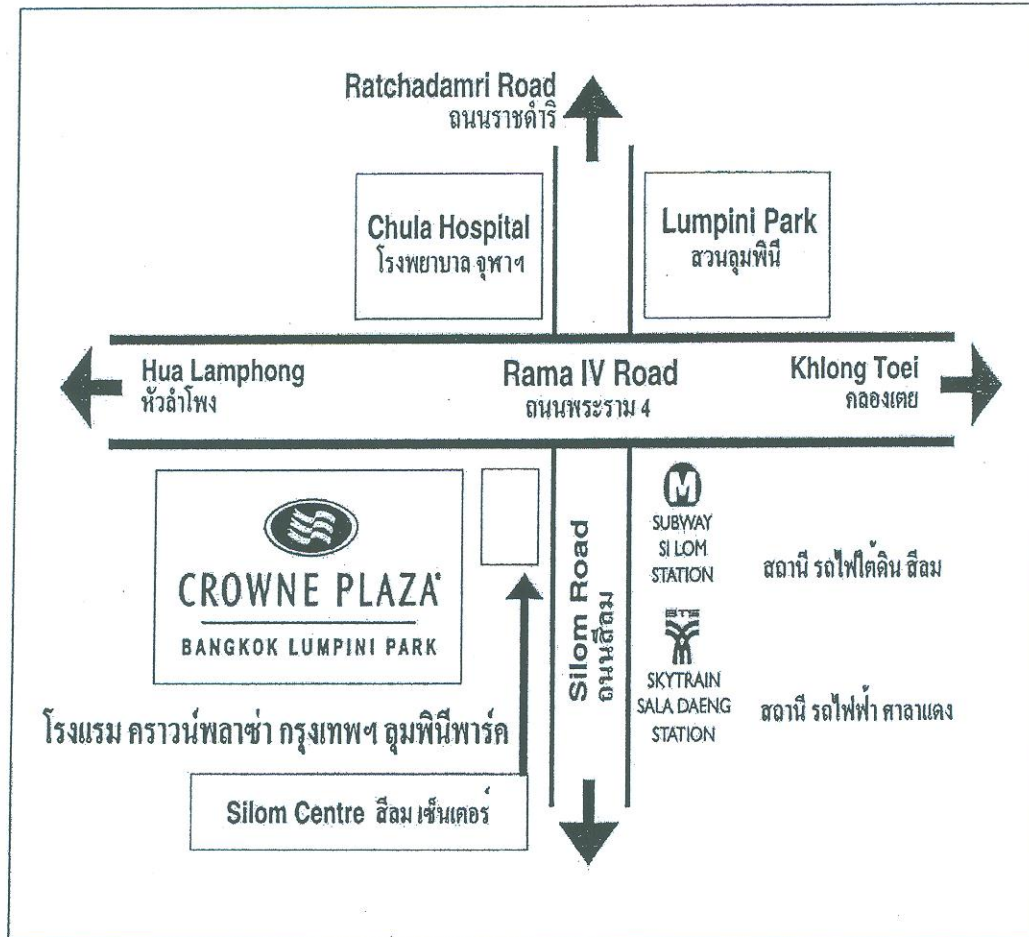 Ratchadamri Road
ถนนราชดำริ
Chula Hospital
โรงพยาบาล จุฬาฯ
Lumpini Park
สวนลุมพินี
Hua Lamphong
หัวลำโพง
Rama IV Road
ถนนพระราม 4
Khlong Toei
คลองเตย
CROWNE PLAZA
BANGKOK LUMPINI PARK
โรงแรม คราวน์พลาซ่า กรุงเทพฯ ลุมพินีพาร์ค
Silom Centre สีลม เซ็นเตอร์
Silom Road
ถนนสีลม
M
SUBWAY
SI LOM
STATION
สถานี รถไฟใต้ดิน สีลม
BTS
SKYTRAIN
SALA DAENG
STATION
สถานี รถไฟฟ้า ศาลาแดง